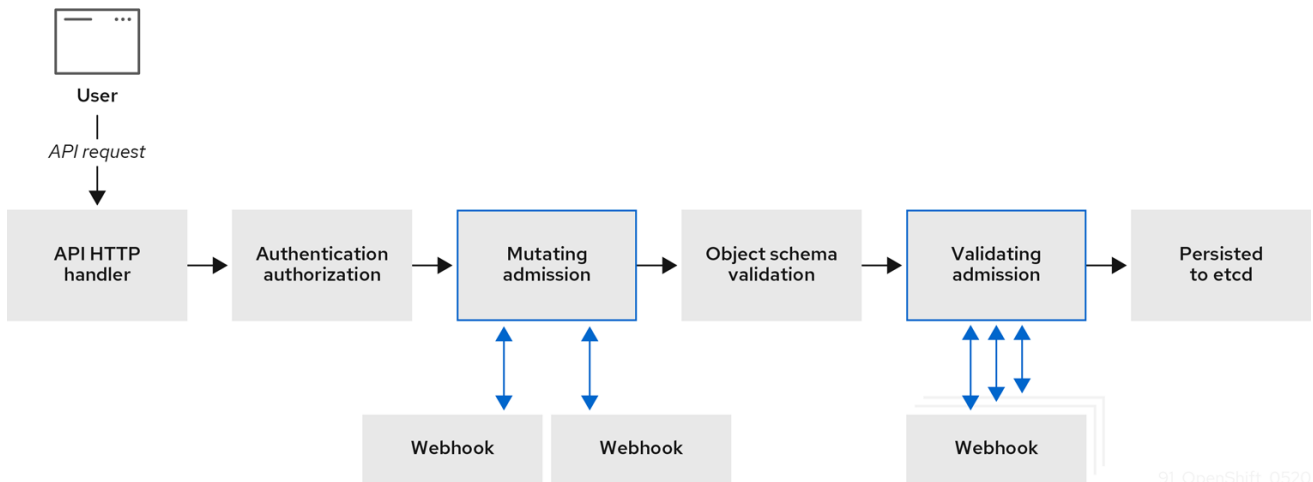 User
API request
API HTTP
handler
Authentication
authorization
Mutating
admission
Object schema
validation
Validating
admission
Persisted
to etcd
Webhook
Webhook
Webhook
91_OpenShift_0520